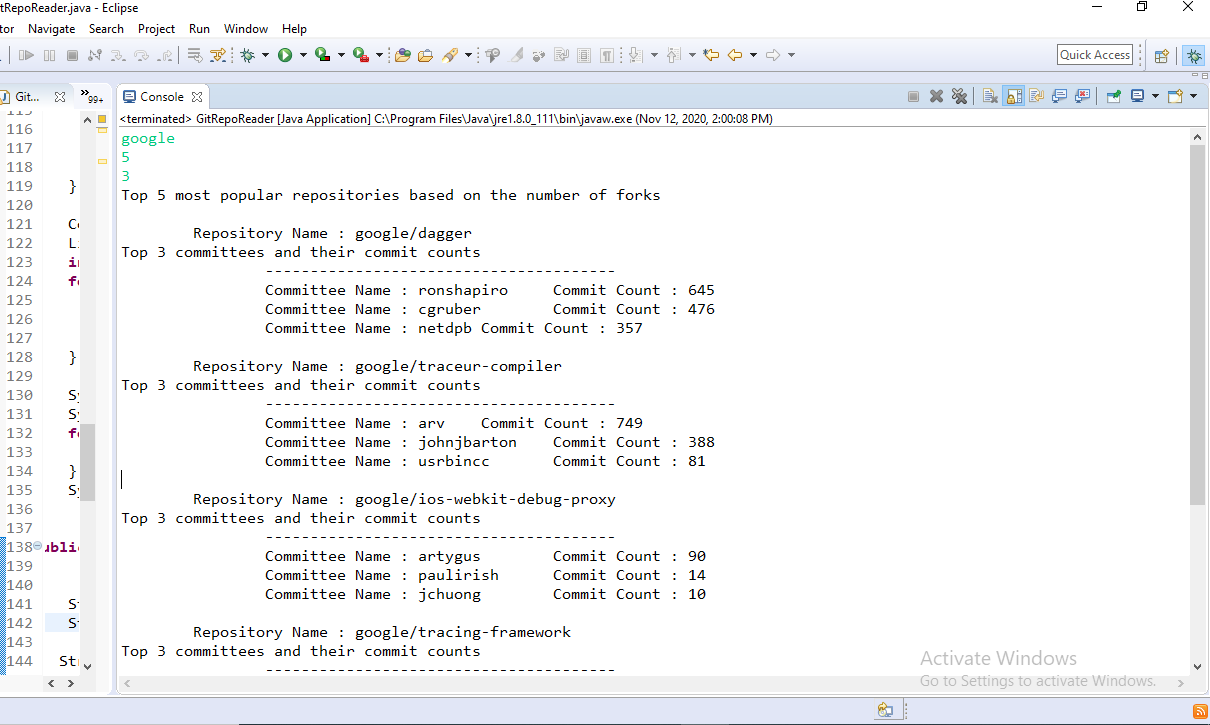 tRepoReader.java - Eclipse
tor Navigate Search Project Run Window Help
Quick Access
Git... »99+ Console
<terminated> GitRepoReader [Java Application] C:\Program Files\Java\jre1.8.0_111\bin\javaw.exe (Nov 12, 2020, 2:00:08 PM)
115
116
117
118
119 }
120
121
122
123
124
125
126
127
128 }
129
130
131
132
133
134 }
135
136
137
138
139
140
141
142
143
144
google
5
3
Top 5 most popular repositories based on the number of forks
Repository Name : google/dagger
Top 3 committees and their commit counts
---------------------------------------
Committee Name : ronshapiro Commit Count : 645
Committee Name : cgruber Commit Count : 476
Committee Name : netdpb Commit Count : 357
Repository Name : google/traceur-compiler
Top 3 committees and their commit counts
---------------------------------------
Committee Name : arv Commit Count : 749
Committee Name : johnjbarton Commit Count : 388
Committee Name : usrbincc Commit Count : 81
Repository Name : google/ios-webkit-debug-proxy
Top 3 committees and their commit counts
---------------------------------------
Committee Name : artygus Commit Count : 90
Committee Name : paulirish Commit Count : 14
Committee Name : jchuong Commit Count : 10
Repository Name : google/tracing-framework
Top 3 committees and their commit counts
---------------------------------------
Activate Windows
Go to Settings to activate Windows.